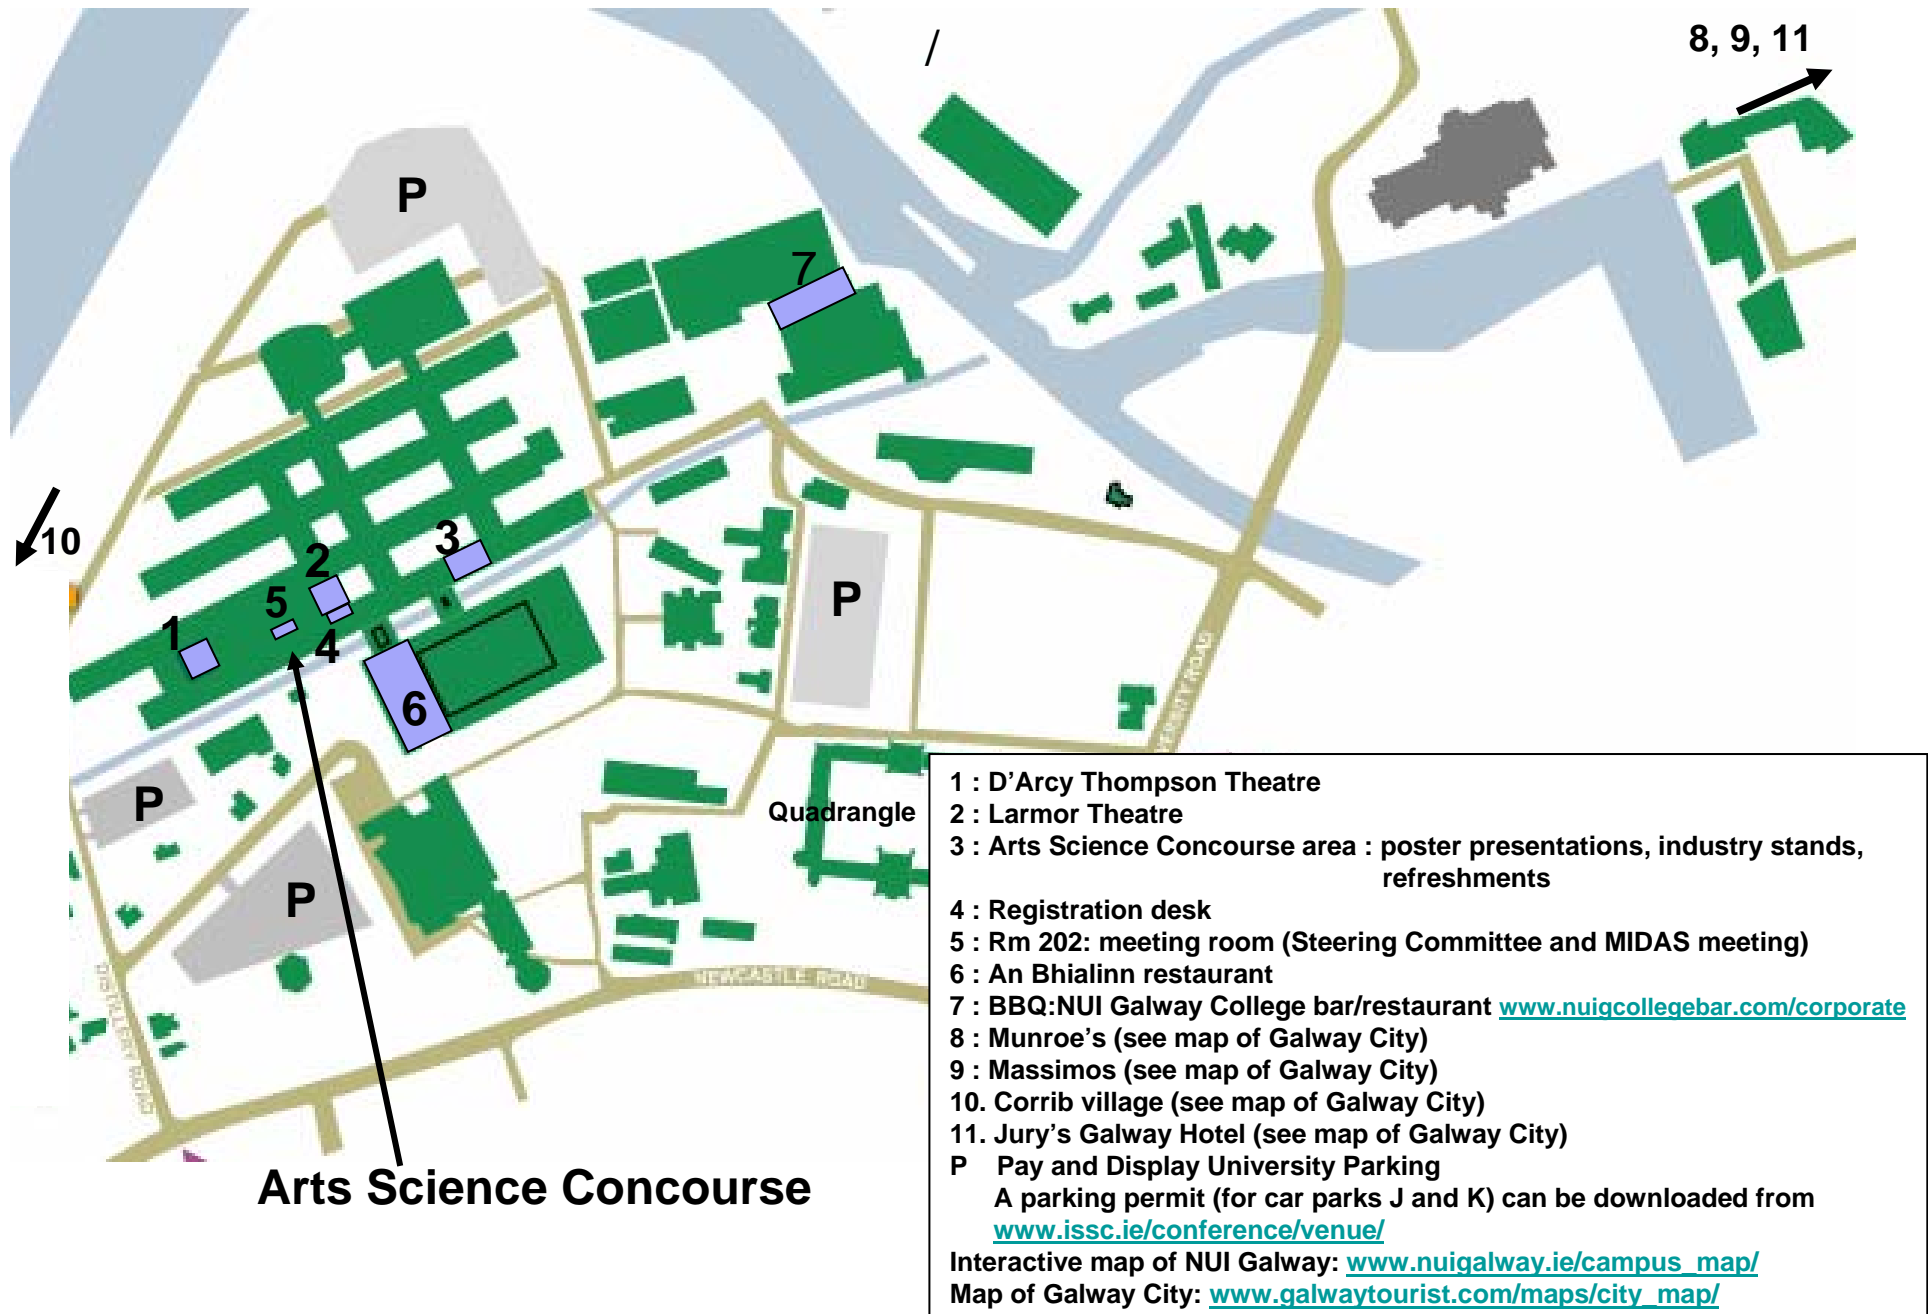 /
8, 9, 11
P
7
10
3
2
5
1
4
P
6
P
P
Quadrangle
UNIVERSITY ROAD
NEWCASTLE ROAD
DISTILLERY ROAD
Arts Science Concourse
1 : D’Arcy Thompson Theatre
2 : Larmor Theatre
3 : Arts Science Concourse area : poster presentations, industry stands,
refreshments
4 : Registration desk
5 : Rm 202: meeting room (Steering Committee and MIDAS meeting)
6 : An Bhialinn restaurant
7 : BBQ:NUI Galway College bar/restaurant www.nuigcollegebar.com/corporate
8 : Munroe’s (see map of Galway City)
9 : Massimos (see map of Galway City)
10. Corrib village (see map of Galway City)
11. Jury’s Galway Hotel (see map of Galway City)
P Pay and Display University Parking
A parking permit (for car parks J and K) can be downloaded from
www.issc.ie/conference/venue/
Interactive map of NUI Galway: www.nuigalway.ie/campus_map/
Map of Galway City: www.galwaytourist.com/maps/city_map/